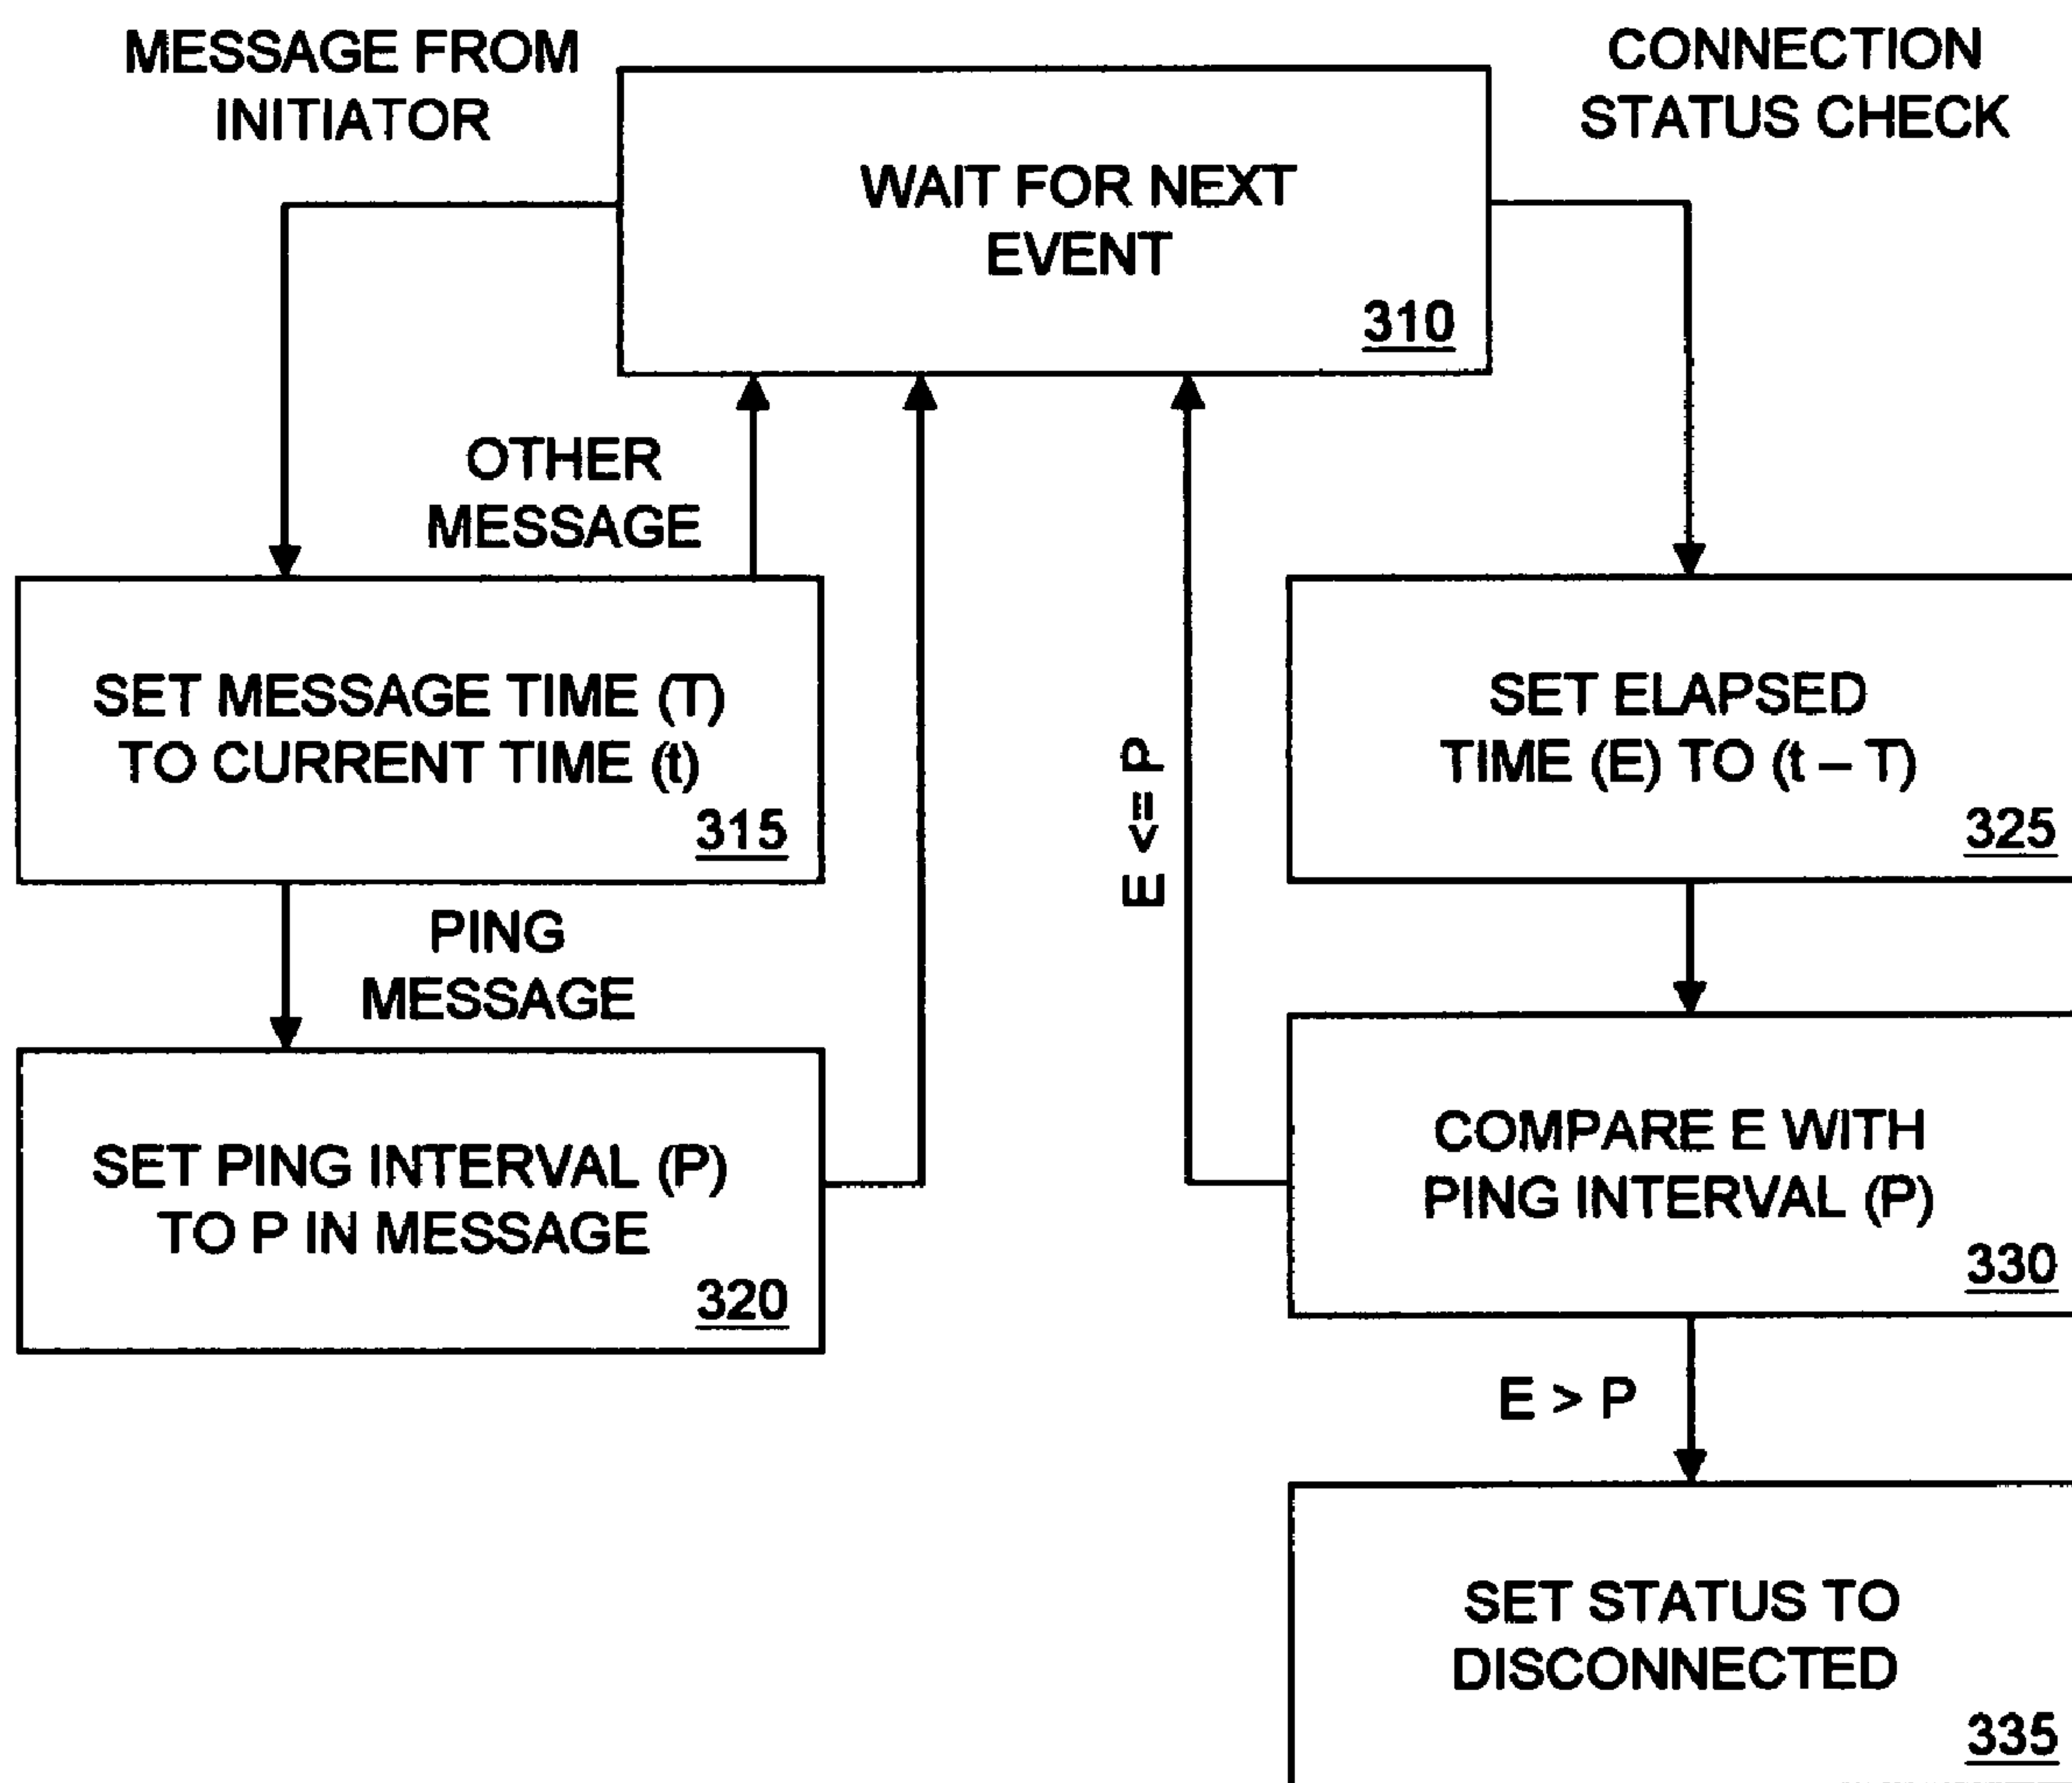 MESSAGE FROM
INITIATOR
CONNECTION
STATUS CHECK
WAIT FOR NEXT
EVENT
310
OTHER
MESSAGE
SET MESSAGE TIME (T)
TO CURRENT TIME (t)
315
E <= P
SET ELAPSED
TIME (E) TO (t – T)
325
PING
MESSAGE
SET PING INTERVAL (P)
TO P IN MESSAGE
320
COMPARE E WITH
PING INTERVAL (P)
330
E > P
SET STATUS TO
DISCONNECTED
335